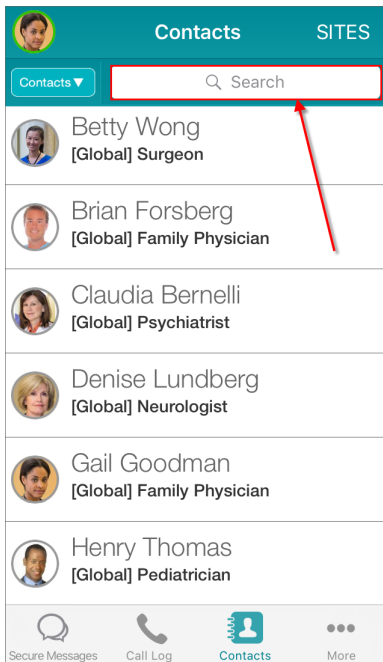 Contacts SITES
Contacts▼ Search
Betty Wong
[Global] Surgeon
Brian Forsberg
[Global] Family Physician
Claudia Bernelli
[Global] Psychiatrist
Denise Lundberg
[Global] Neurologist
Gail Goodman
[Global] Family Physician
Henry Thomas
[Global] Pediatrician
Secure Messages Call Log Contacts More